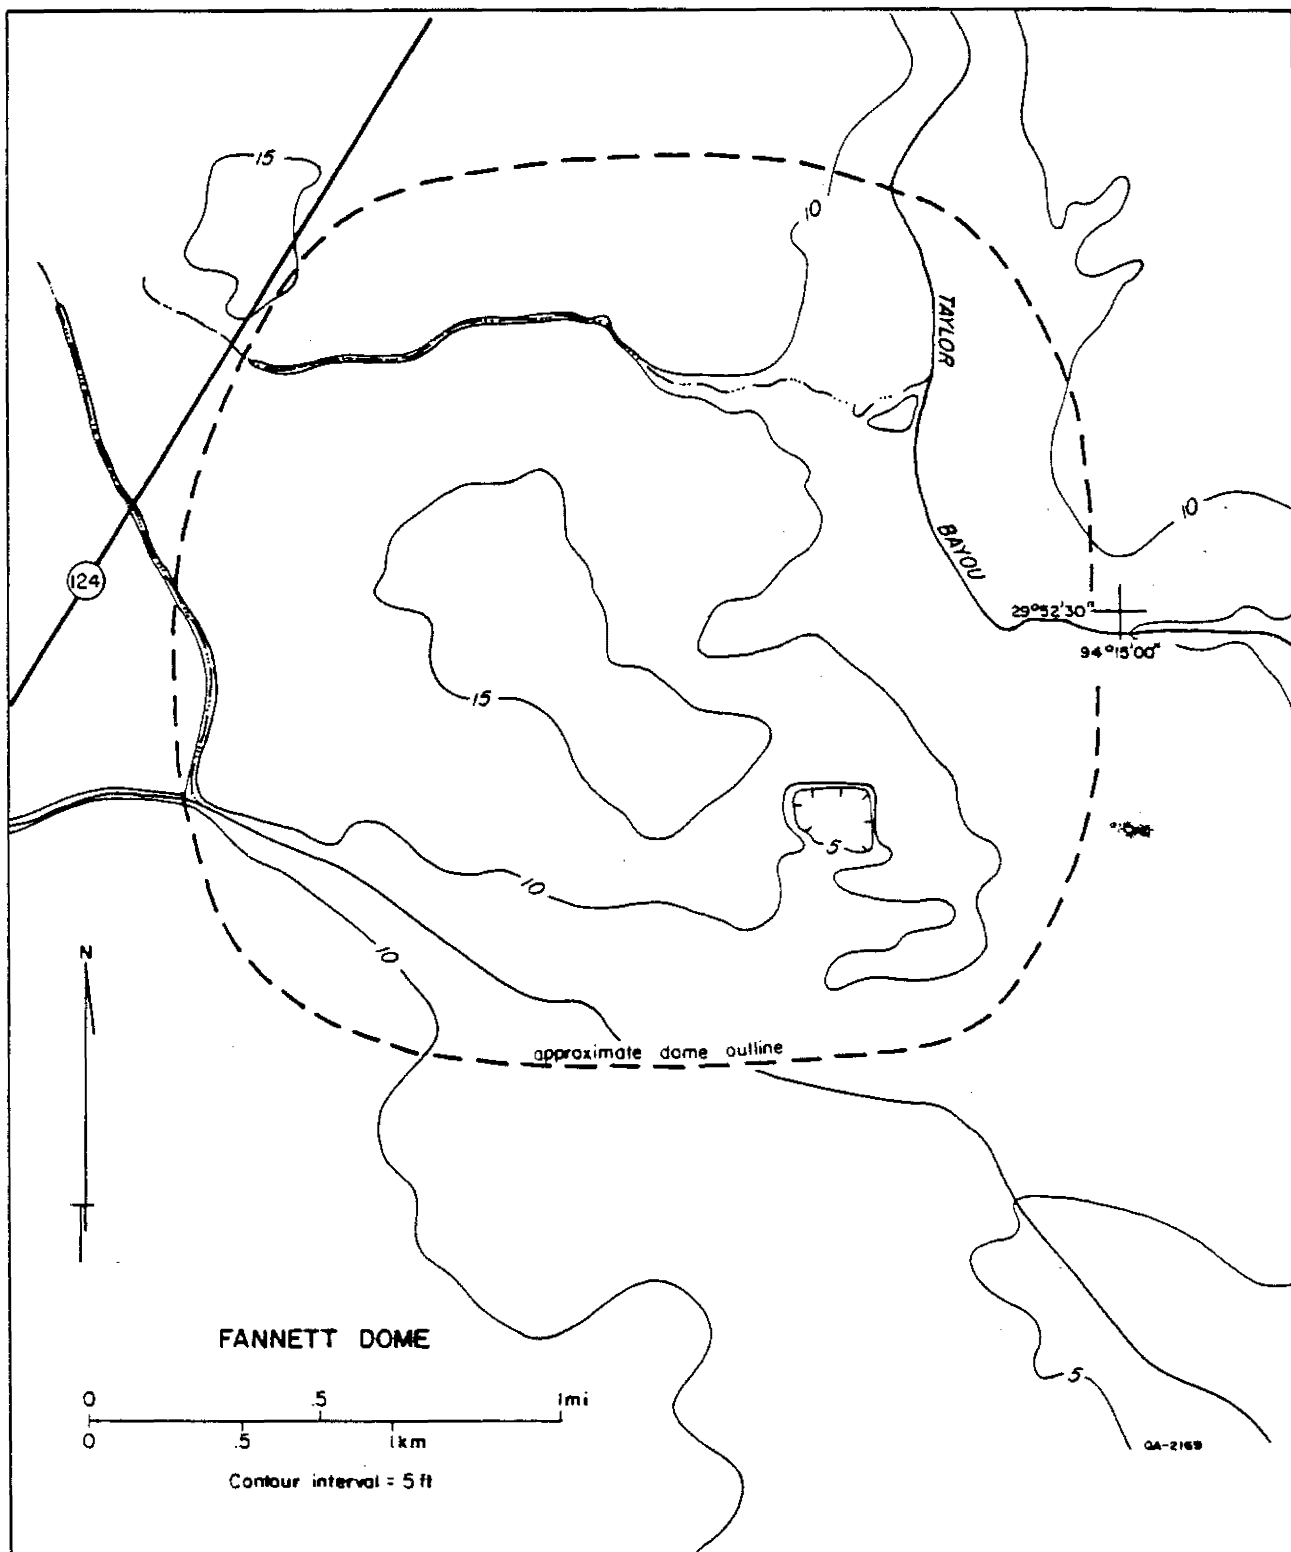 15
10
TAYLOR
10
BAYOU
124
29°52'30"
94°15'00"
15
5
10
10
N
approximate dome outline
FANNETT DOME
0 .5 1mi
0 .5 1km
5
QA-2169
Contour interval = 5 ft